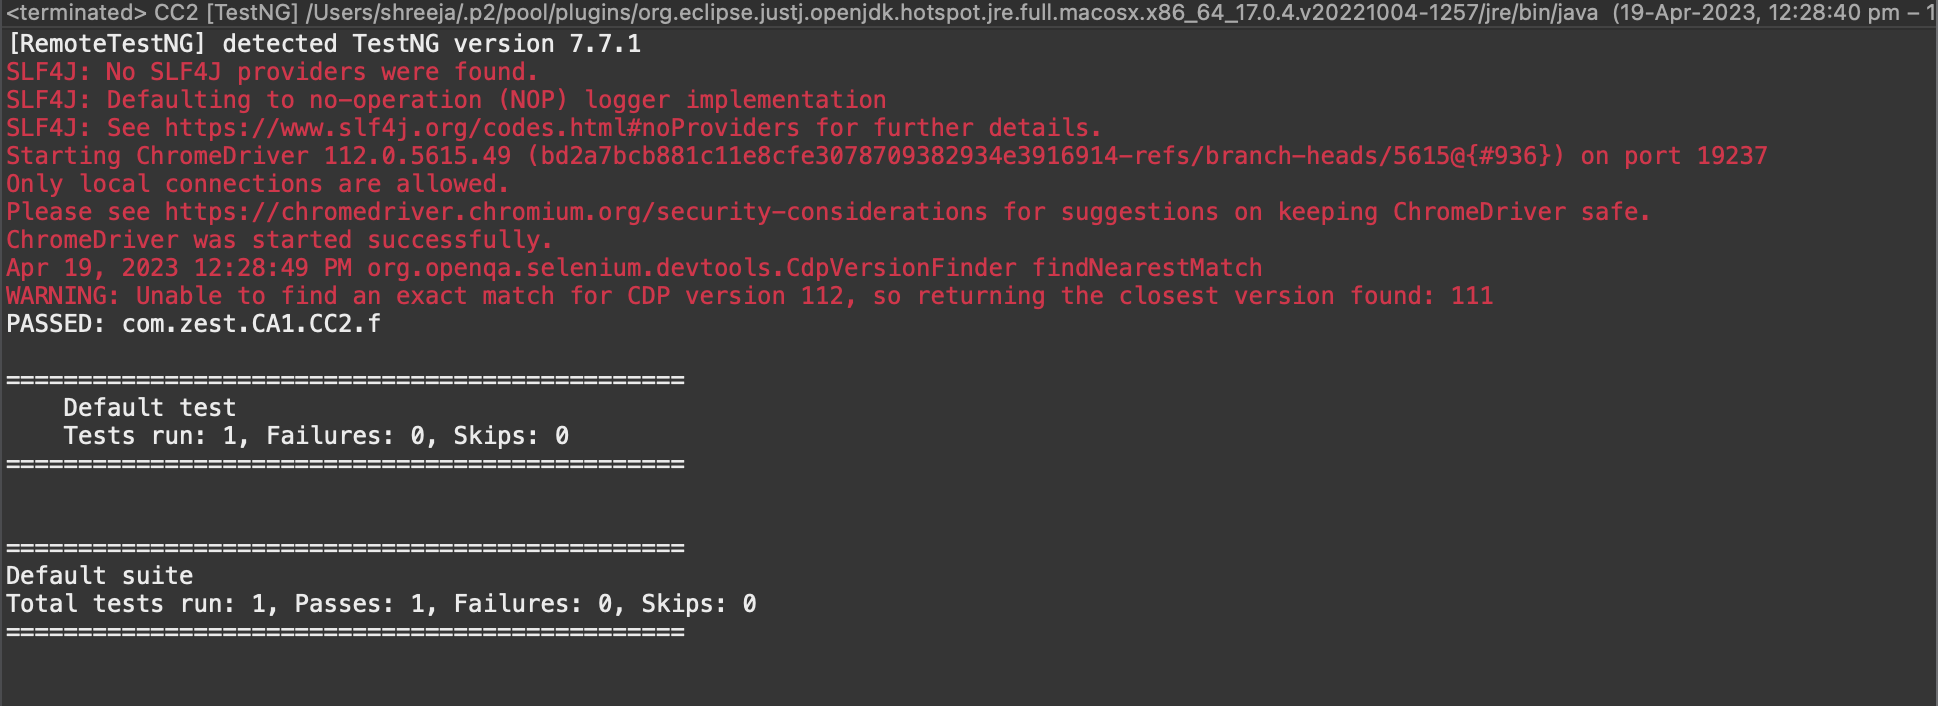 <terminated> CC2 [TestNG] /Users/shreeja/.p2/pool/plugins/org.eclipse.justj.openjdk.hotspot.jre.full.macosx.x86_64_17.0.4.v20221004-1257/jre/bin/java (19-Apr-2023, 12:28:40 pm – 1
[RemoteTestNG] detected TestNG version 7.7.1
SLF4J: No SLF4J providers were found.
SLF4J: Defaulting to no-operation (NOP) logger implementation
SLF4J: See https://www.slf4j.org/codes.html#noProviders for further details.
Starting ChromeDriver 112.0.5615.49 (bd2a7bcb881c11e8cfe3078709382934e3916914-refs/branch-heads/5615@{#936}) on port 19237
Only local connections are allowed.
Please see https://chromedriver.chromium.org/security-considerations for suggestions on keeping ChromeDriver safe.
ChromeDriver was started successfully.
Apr 19, 2023 12:28:49 PM org.openqa.selenium.devtools.CdpVersionFinder findNearestMatch
WARNING: Unable to find an exact match for CDP version 112, so returning the closest version found: 111
PASSED: com.zest.CA1.CC2.f
===============================================
Default test
Tests run: 1, Failures: 0, Skips: 0
===============================================
===============================================
Default suite
Total tests run: 1, Passes: 1, Failures: 0, Skips: 0
===============================================